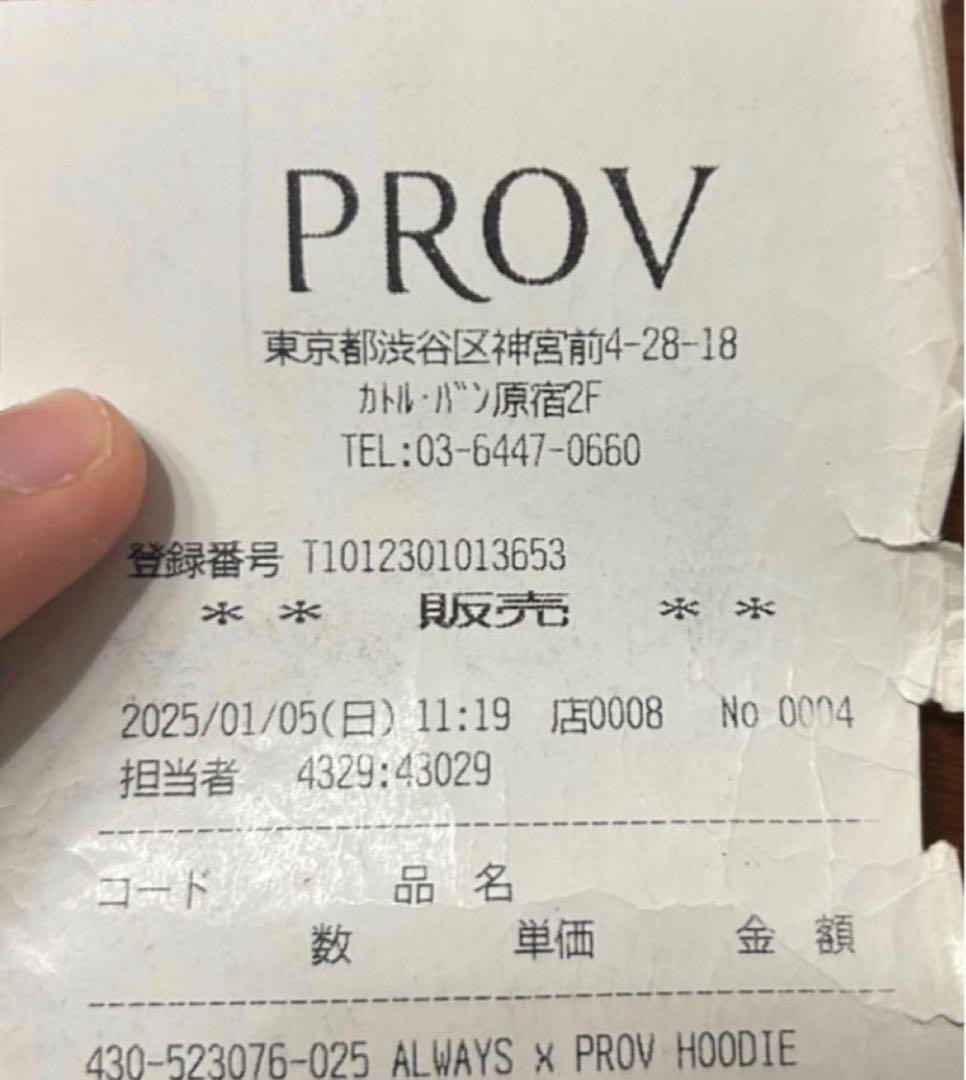 PROV
東京都渋谷区神宮前4-28-18
カトル・バン原宿2F
TEL:03-6447-0660
登録番号 T1012301013653
** 販売 **
2025/01/05(日) 11:19 店0008 No 0004
担当者 4329:43029
コード 品 名
数 単価 金 額
430-523076-025 ALWAYS x PROV HOODIE